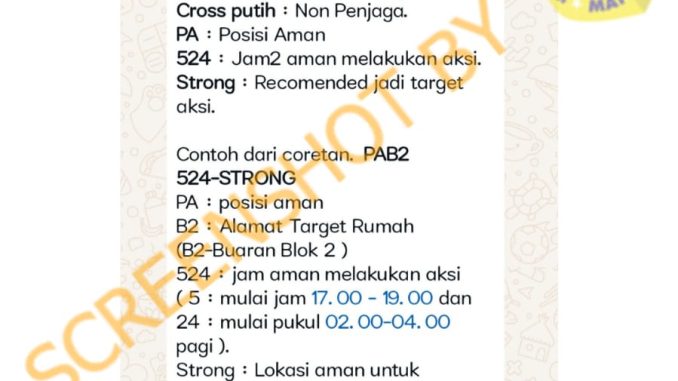 Cross putih : Non Penjaga.
PA : Posisi Aman
524 : Jam2 aman melakukan aksi.
Strong : Recomended jadi target
aksi.
Contoh dari coretan. PAB2
524-STRONG
PA : posisi aman
B2 : Alamat Target Rumah
(B2-Buaran Blok 2 )
524 : jam aman melakukan aksi
( 5 : mulai jam 17. 00 - 19. 00 dan
24 : mulai pukul 02. 00-04. 00
pagi ).
Strong : Lokasi aman untuk
SCREENSHOT BY